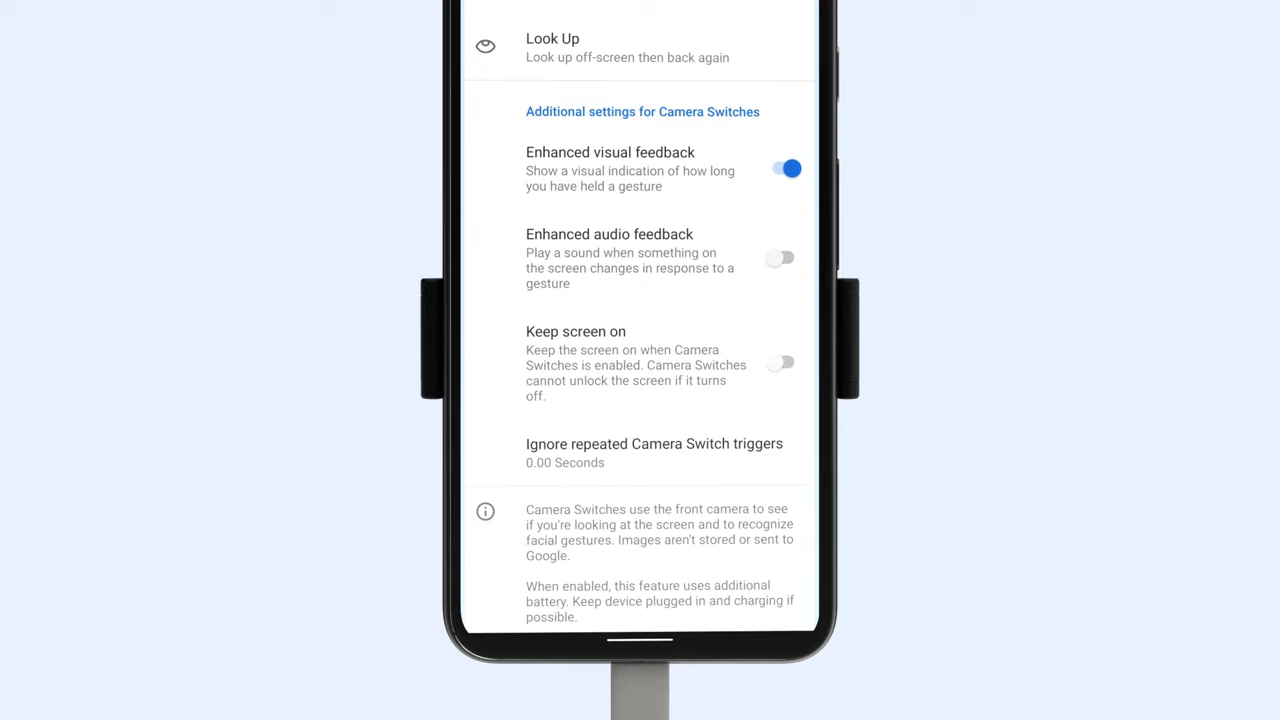 Look Up
Look up off-screen then back again
Additional settings for Camera Switches
Enhanced visual feedback
Show a visual indication of how long
you have held a gesture
Enhanced audio feedback
Play a sound when something on
the screen changes in response to a
gesture
Keep screen on
Keep the screen on when Camera
Switches is enabled. Camera Switches
cannot unlock the screen if it turns
off.
Ignore repeated Camera Switch triggers
0.00 Seconds
Camera Switches use the front camera to see
if you're looking at the screen and to recognize
facial gestures. Images aren't stored or sent to
Google.
When enabled, this feature uses additional
battery. Keep device plugged in and charging if
possible.